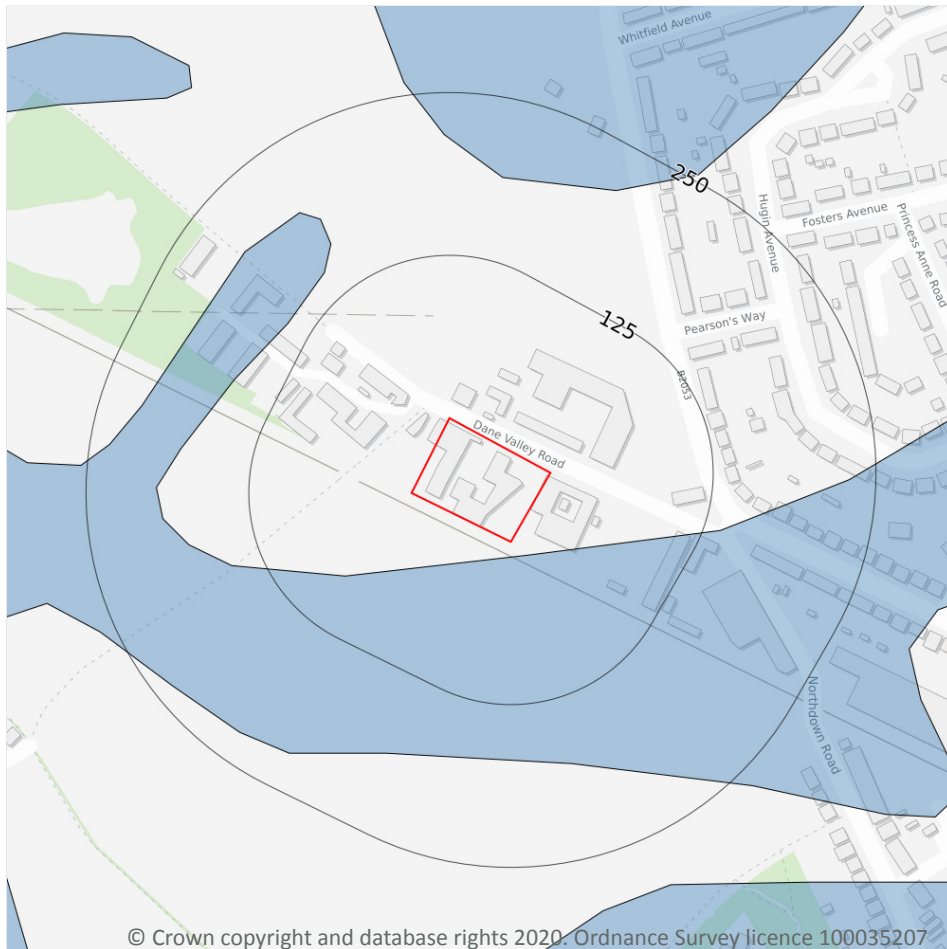 Whitfield Avenue
250
Hugin Avenue
Fosters Avenue
Princess Anne Road
125
Pearson's Way
B2053
Dane Valley Road
Northdown Road
© Crown copyright and database rights 2020. Ordnance Survey licence 100035207